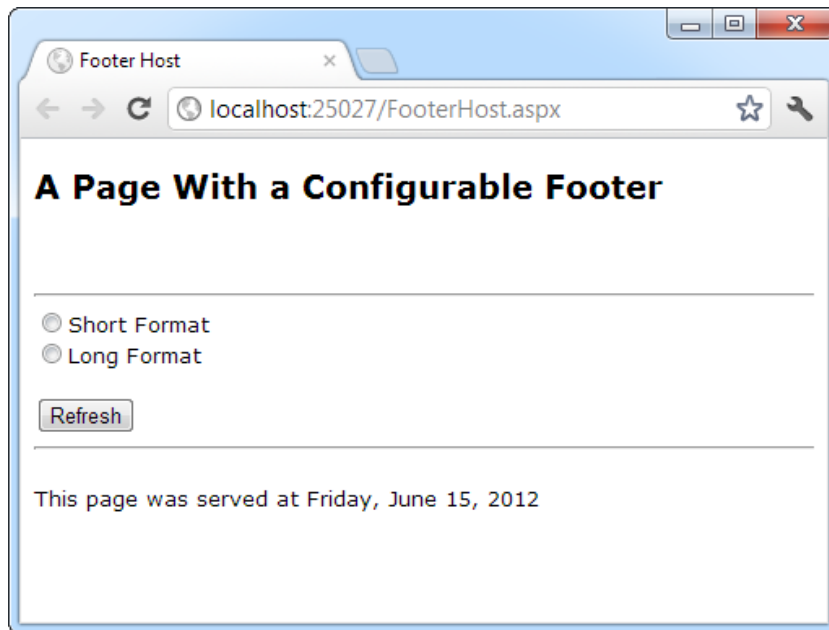 Footer Host
localhost:25027/FooterHost.aspx
A Page With a Configurable Footer
Short Format
Long Format
Refresh
This page was served at Friday, June 15, 2012